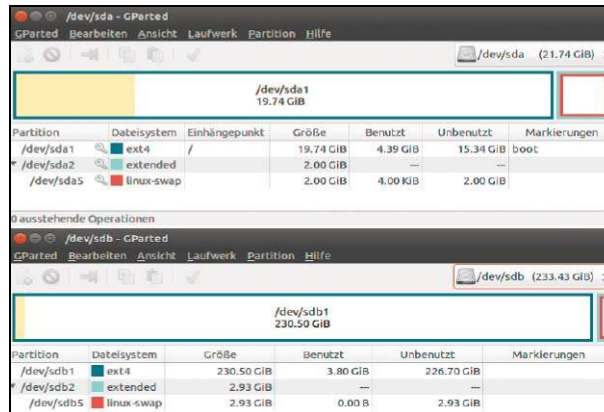 /dev/sda - GParted
GParted Bearbeiten Ansicht Laufwerk Partition Hilfe
/dev/sda (21.74 GiB)
/dev/sda1
19.74 GiB
Partition Dateisystem Einhängepunkt Größe Benutzt Unbenutzt Markierungen
/dev/sda1 ext4 / 19.74 GiB 4.39 GiB 15.34 GiB boot
/dev/sda2 extended 2.00 GiB --- ---
/dev/sda5 linux-swap 2.00 GiB 4.00 KiB 2.00 GiB
0 ausstehende Operationen
/dev/sdb - GParted
GParted Bearbeiten Ansicht Laufwerk Partition Hilfe
/dev/sdb (233.43 GiB)
/dev/sdb1
230.50 GiB
Partition Dateisystem Größe Benutzt Unbenutzt Markierungen
/dev/sdb1 ext4 230.50 GiB 3.80 GiB 226.70 GiB
/dev/sdb2 extended 2.93 GiB --- ---
/dev/sdb5 linux-swap 2.93 GiB 0.00 B 2.93 GiB